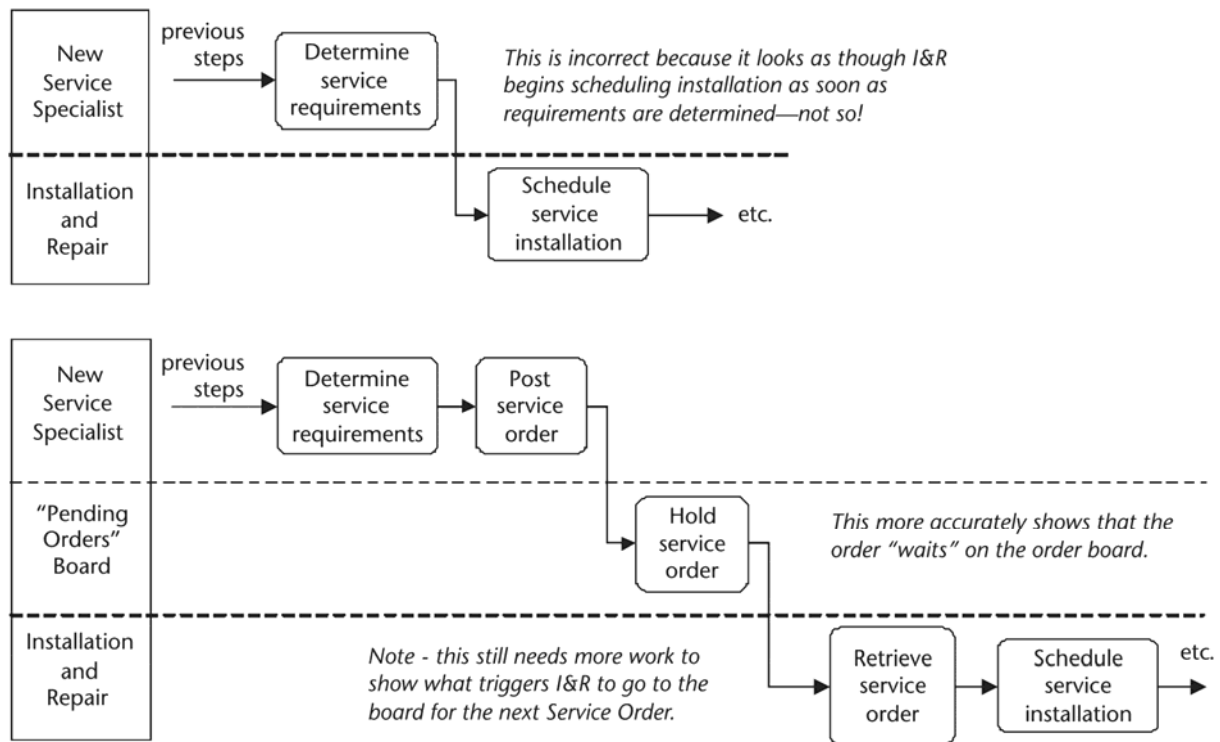 New
Service
Specialist
previous
steps
Determine
service
requirements
This is incorrect because it looks as though I&R
begins scheduling installation as soon as
requirements are determined—not so!
Installation
and
Repair
Schedule
service
installation
etc.
New
Service
Specialist
previous
steps
Determine
service
requirements
Post
service
order
“Pending
Orders”
Board
Hold
service
order
This more accurately shows that the
order “waits” on the order board.
Installation
and
Repair
Note - this still needs more work to
show what triggers I&R to go to the
board for the next Service Order.
Retrieve
service
order
Schedule
service
installation
etc.